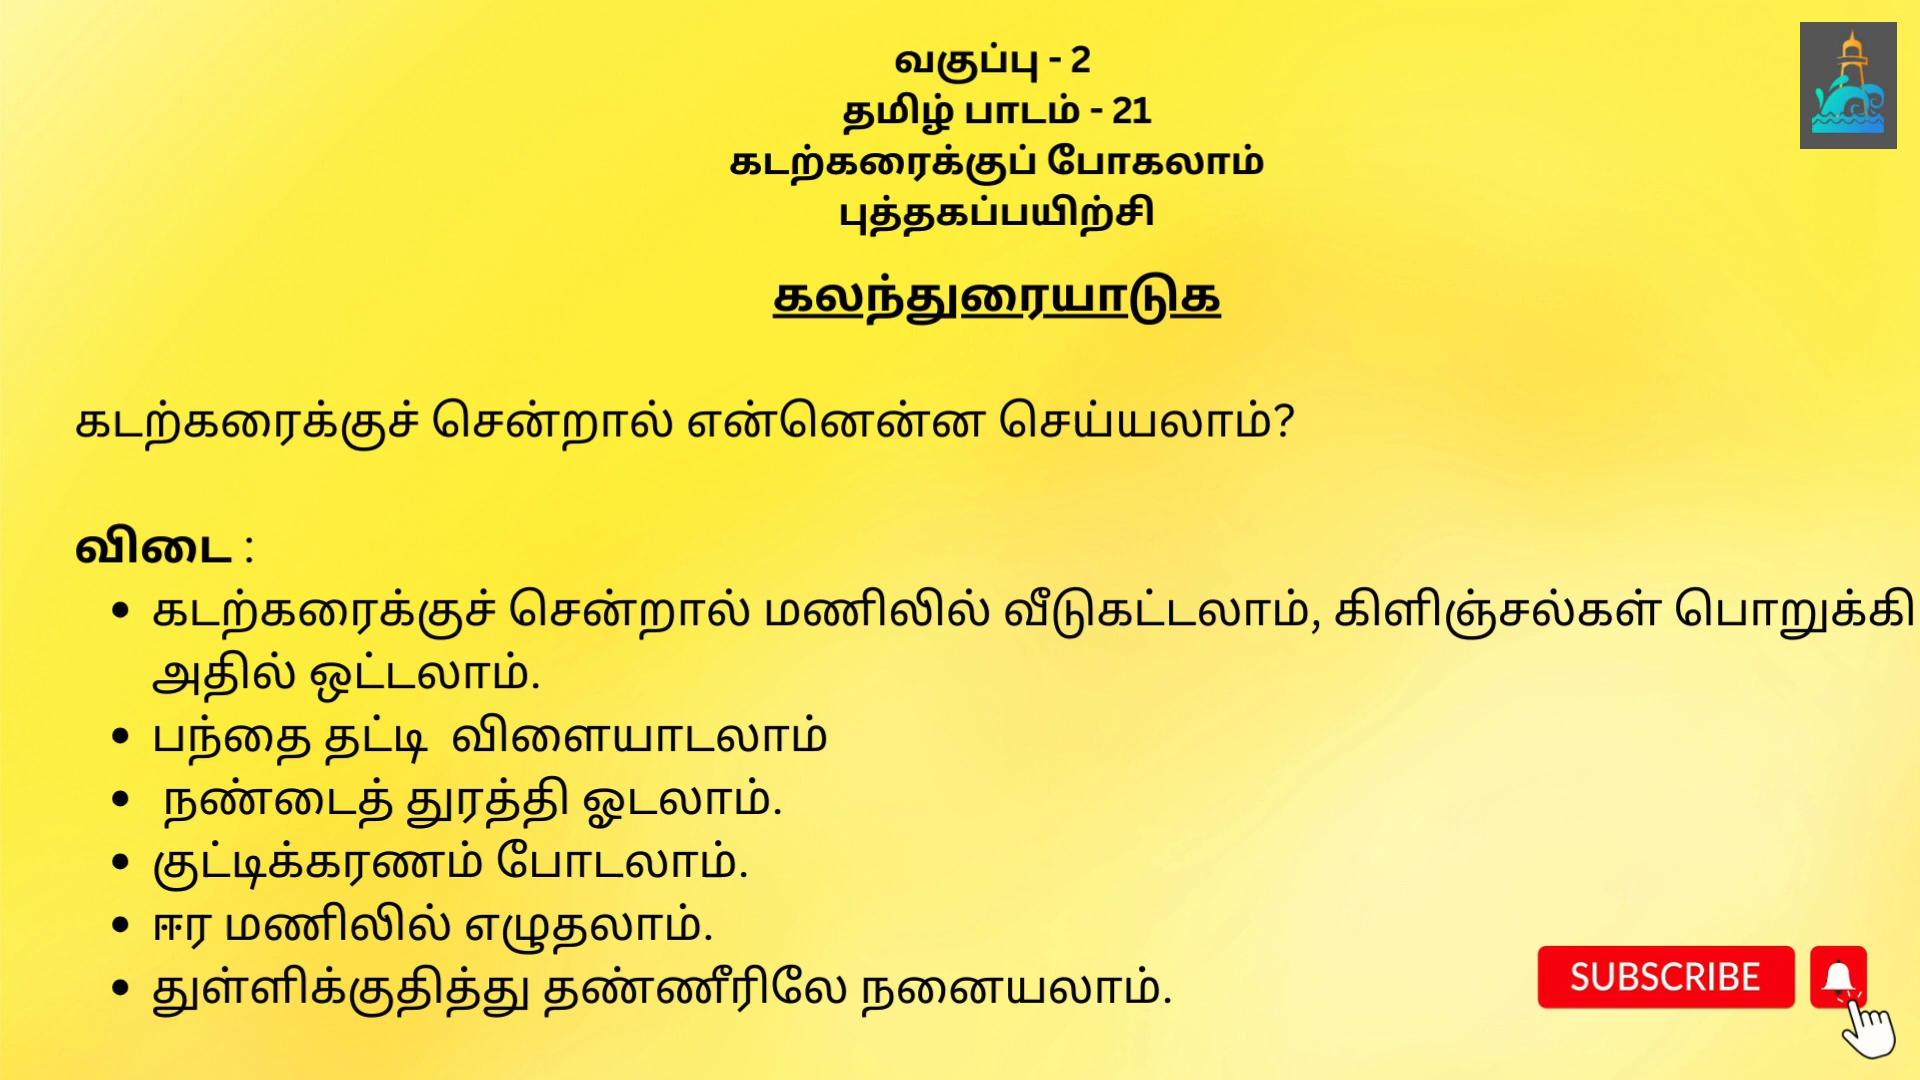 வகுப்பு - 2
தமிழ் பாடம் - 21
கடற்கரைக்குப் போகலாம்
புத்தகப்பயிற்சி
கலந்துரையாடுக
கடற்கரைக்குச் சென்றால் என்னென்ன செய்யலாம்?
விடை :
• கடற்கரைக்குச் சென்றால் மணிலில் வீடுகட்டலாம், கிளிஞ்சல்கள் பொறுக்கி
அதில் ஒட்டலாம்.
• பந்தை தட்டி விளையாடலாம்
• நண்டைத் துரத்தி ஓடலாம்.
• குட்டிக்கரணம் போடலாம்.
• ஈர மணிலில் எழுதலாம்.
• துள்ளிக்குதித்து தண்ணீரிலே நனையலாம்.
SUBSCRIBE